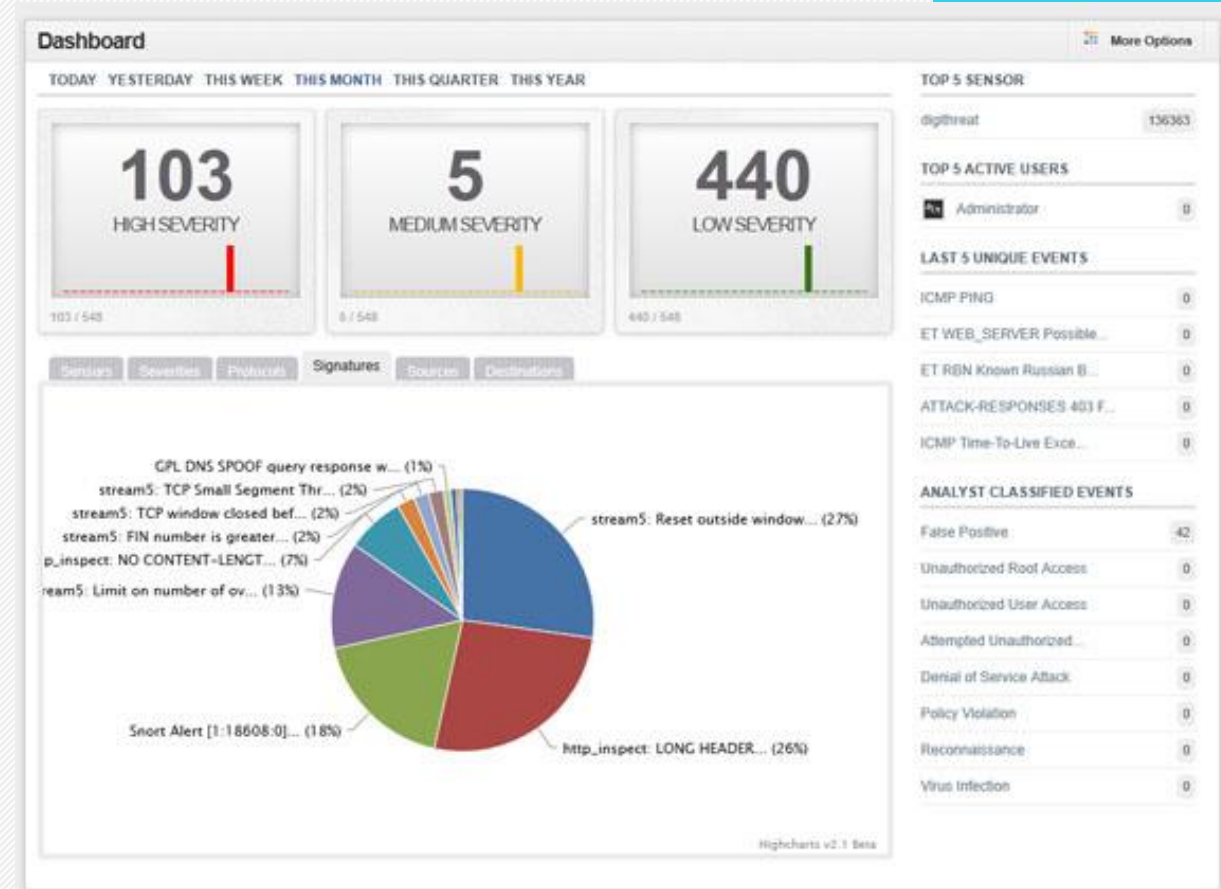 Dashboard
More Options
TODAY YESTERDAY THIS WEEK THIS MONTH THIS QUARTER THIS YEAR
103
HIGH SEVERITY
103 / 548
5
MEDIUM SEVERITY
/ 548
440
LOW SEVERITY
440 / 548
Sensors Severities Protocols Signatures Sources Destinations
GPL DNS SPOOF query response w... (1%)
stream5: TCP Small Segment Thr... (2%)
stream5: TCP window closed bef... (2%)
stream5: FIN number is greater... (2%)
p_inspect: NO CONTENT-LENGT... (7%)
ream5: Limit on number of ov... (13%)
Snort Alert [1:18608:0]... (18%)
stream5: Reset outside window... (27%)
http_inspect: LONG HEADER... (26%)
Highcharts v2.1 Beta
TOP 5 SENSOR
digithreat 136363
TOP 5 ACTIVE USERS
Administrator 0
LAST 5 UNIQUE EVENTS
ICMP PING 0
ET WEB_SERVER Possible... 0
ET RBN Known Russian B... 0
ATTACK-RESPONSES 403 F... 0
ICMP Time-To-Live Exce... 0
ANALYST CLASSIFIED EVENTS
False Positive 42
Unauthorized Root Access 0
Unauthorized User Access 0
Attempted Unauthorized... 0
Denial of Service Attack 0
Policy Violation 0
Reconnaissance 0
Virus Infection 0